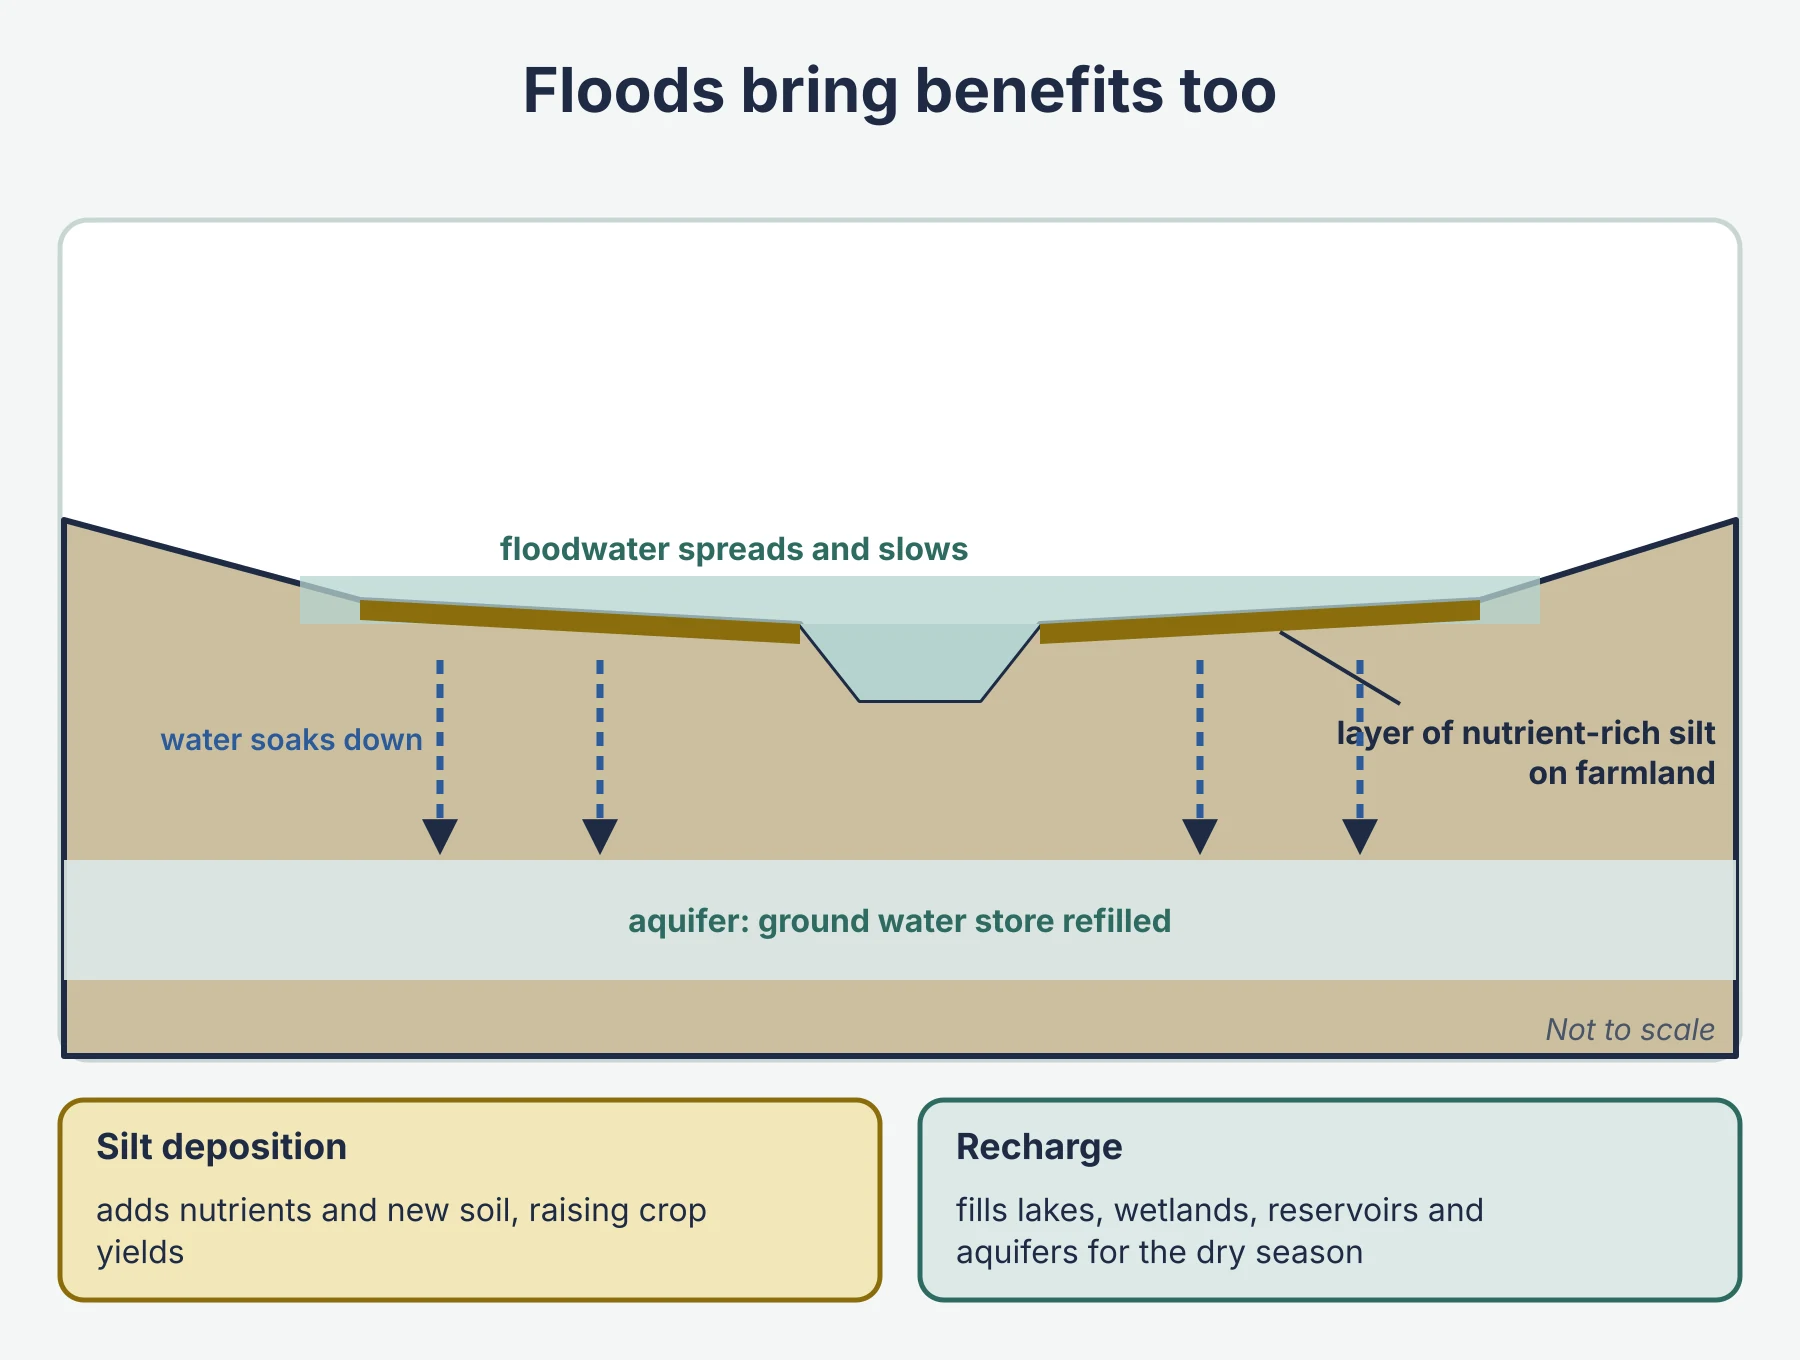 Floods bring benefits too
floodwater spreads and slows
water soaks down
layer of nutrient-rich silt
on farmland
aquifer: ground water store refilled
Not to scale
Silt deposition
adds nutrients and new soil, raising crop
yields
Recharge
fills lakes, wetlands, reservoirs and
aquifers for the dry season